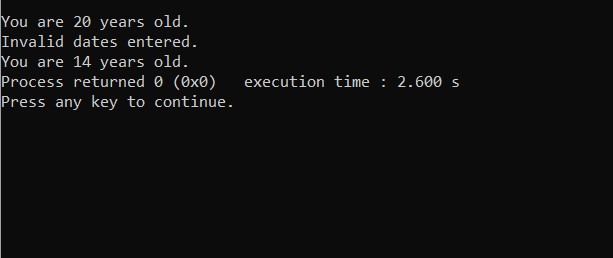 You are 20 years old.
Invalid dates entered.
You are 14 years old.
Process returned 0 (0x0)   execution time : 2.600 s
Press any key to continue.